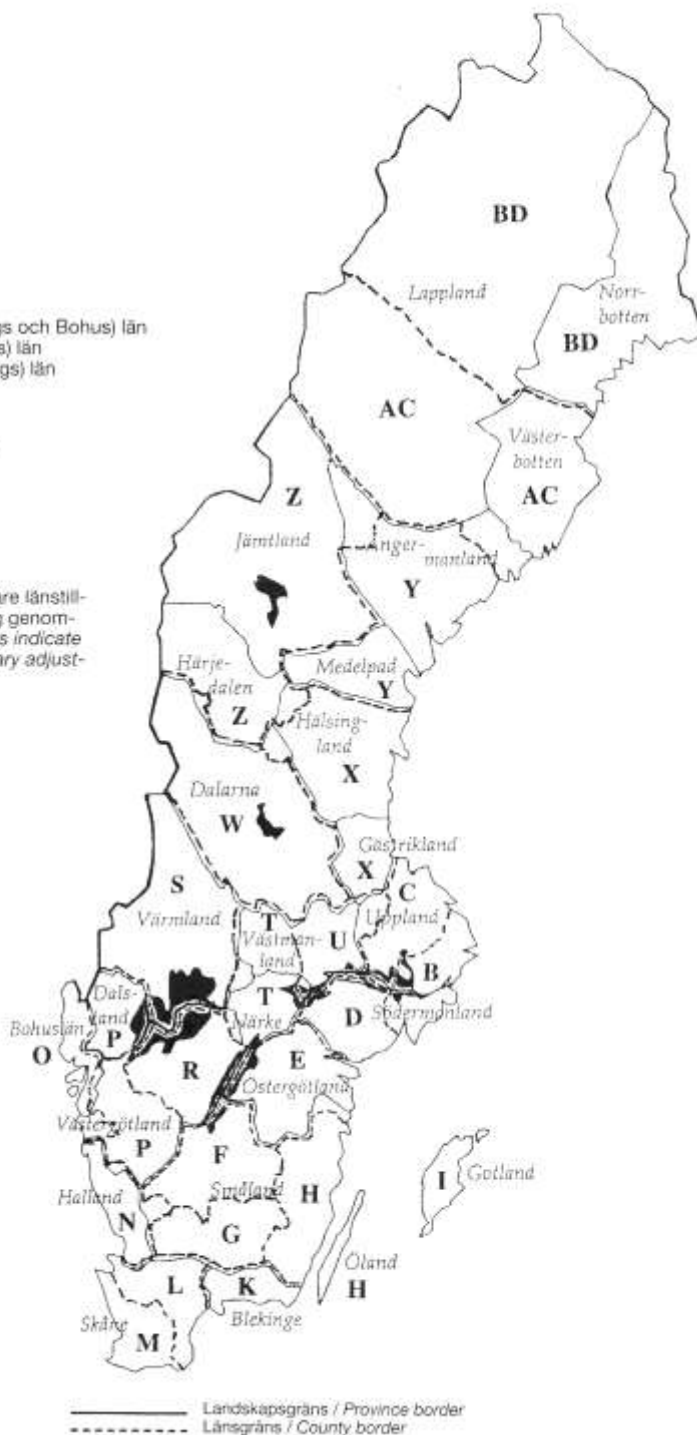 gs och Bohus) län
s) län
gs) län
are länstill-
g genom-
s indicate
ary adjust-
BD
Lappland
Norr-
botten
BD
AC
Väster-
botten
AC
Z
Jämtland
Ånger-
manland
Y
Härje-
dalen
Z
Medelpad
Y
Hälsing-
land
X
Dalarna
W
Gästrikland
X
C
Uppland
S
Värmland
T
Västman-
land
U
B
Dals-
land
P
T
Närke
D
Södermanland
Bohuslän
O
R
E
Östergötland
Västergötland
P
F
Småland
H
I
Gotland
Halland
N
G
Öland
H
L
K
Blekinge
Skåne
M
Landskapsgräns / Province border
Länsgräns / County border